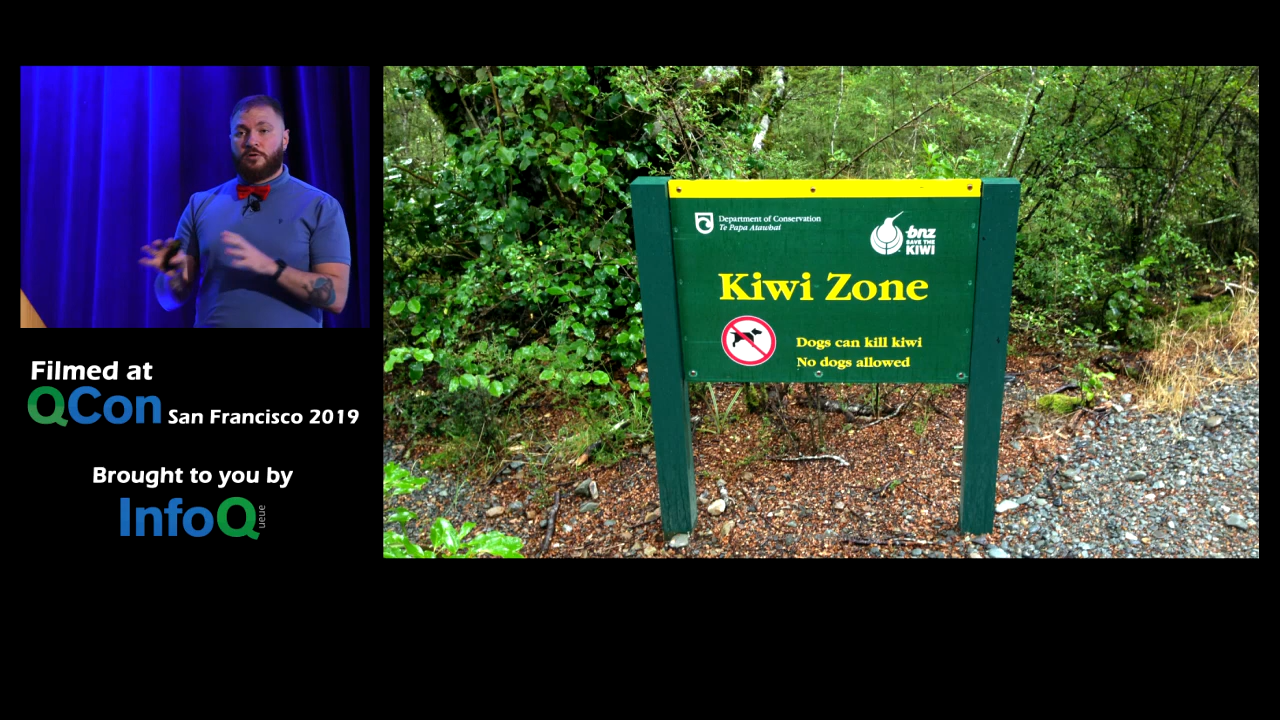 Filmed at
QCon San Francisco 2019
Brought to you by
InfoQ
ueue
Department of Conservation
Te Papa Atawhai
bnz
SAVE THE
KIWI
Kiwi Zone
Dogs can kill kiwi
No dogs allowed